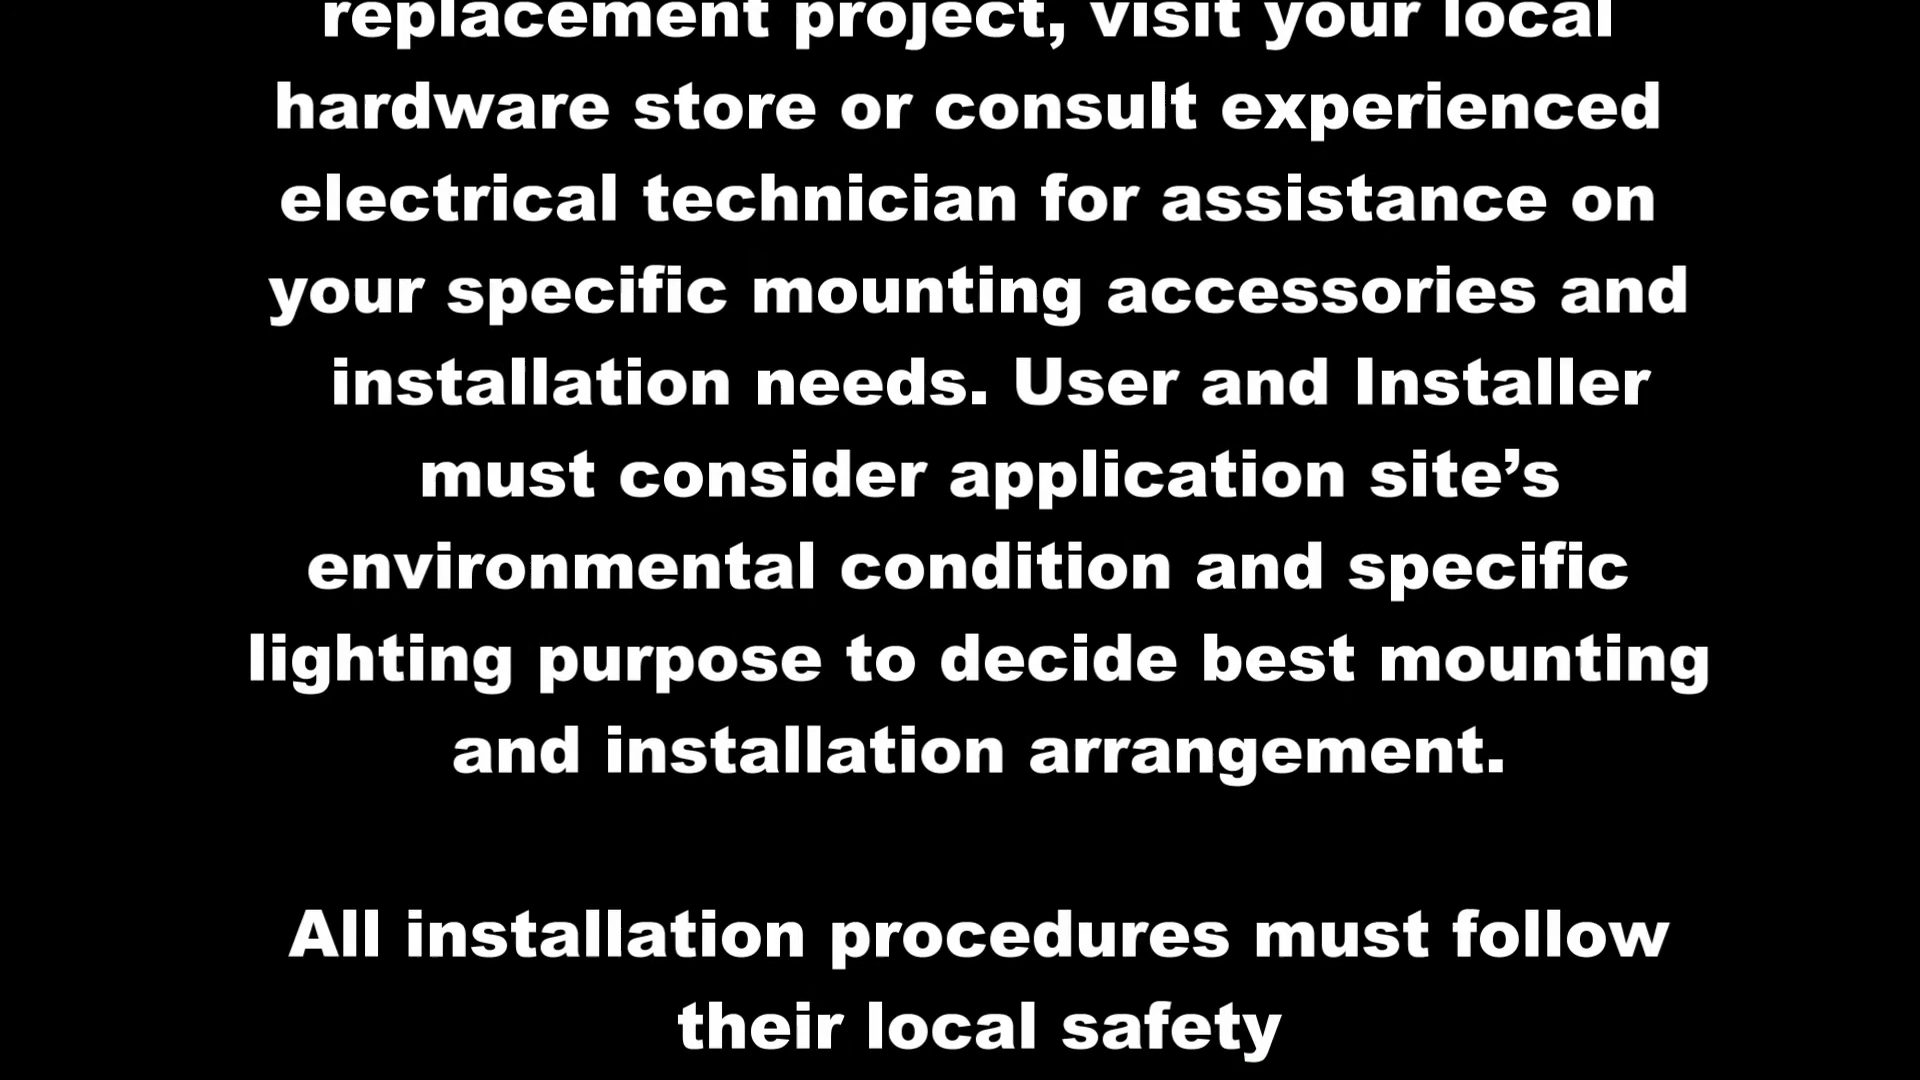 replacement project, visit your local
hardware store or consult experienced
electrical technician for assistance on
your specific mounting accessories and
installation needs. User and Installer
must consider application site’s
environmental condition and specific
lighting purpose to decide best mounting
and installation arrangement.
All installation procedures must follow
their local safety